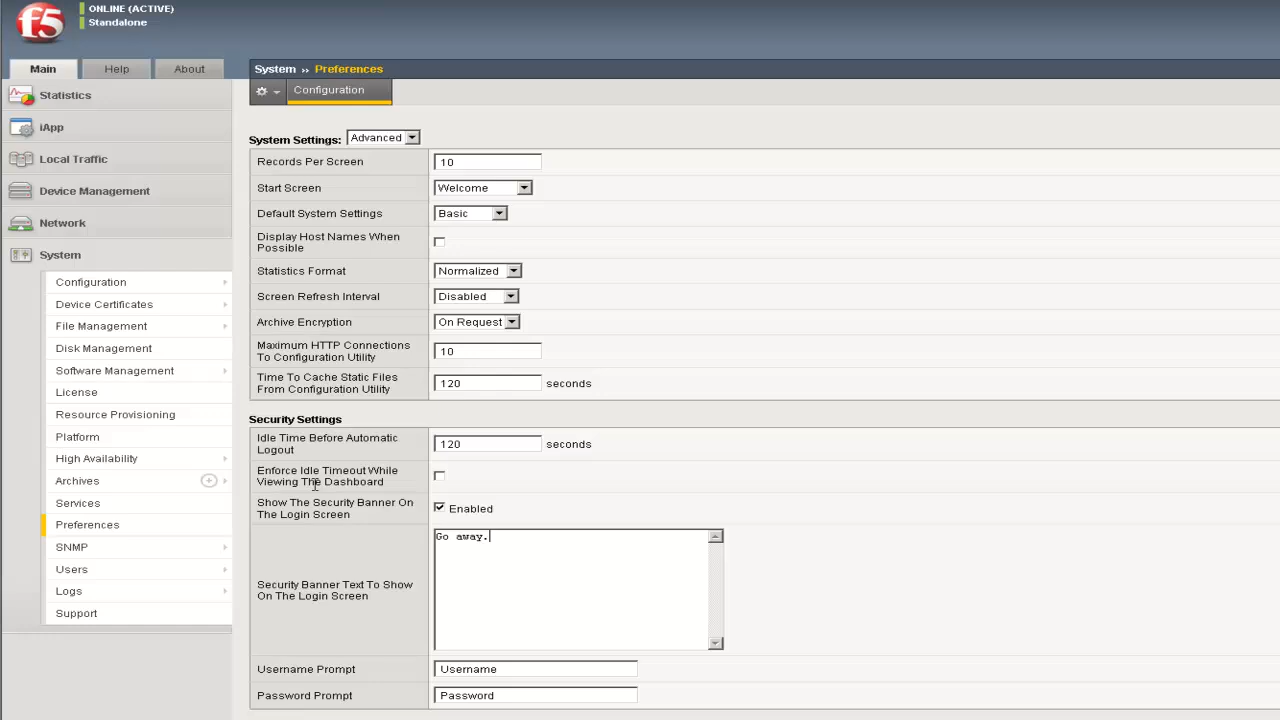 f5
ONLINE (ACTIVE)
Standalone
Main
Help
About
Statistics
iApp
Local Traffic
Device Management
Network
System
Configuration
Device Certificates
File Management
Disk Management
Software Management
License
Resource Provisioning
Platform
High Availability
Archives
Services
Preferences
SNMP
Users
Logs
Support
System ›› Preferences
Configuration
System Settings: Advanced
Records Per Screen 10
Start Screen Welcome
Default System Settings Basic
Display Host Names When
Possible
Statistics Format Normalized
Screen Refresh Interval Disabled
Archive Encryption On Request
Maximum HTTP Connections
To Configuration Utility 10
Time To Cache Static Files
From Configuration Utility 120 seconds
Security Settings
Idle Time Before Automatic
Logout 120 seconds
Enforce Idle Timeout While
Viewing The Dashboard
Show The Security Banner On
The Login Screen Enabled
Security Banner Text To Show
On The Login Screen Go away.
Username Prompt Username
Password Prompt Password